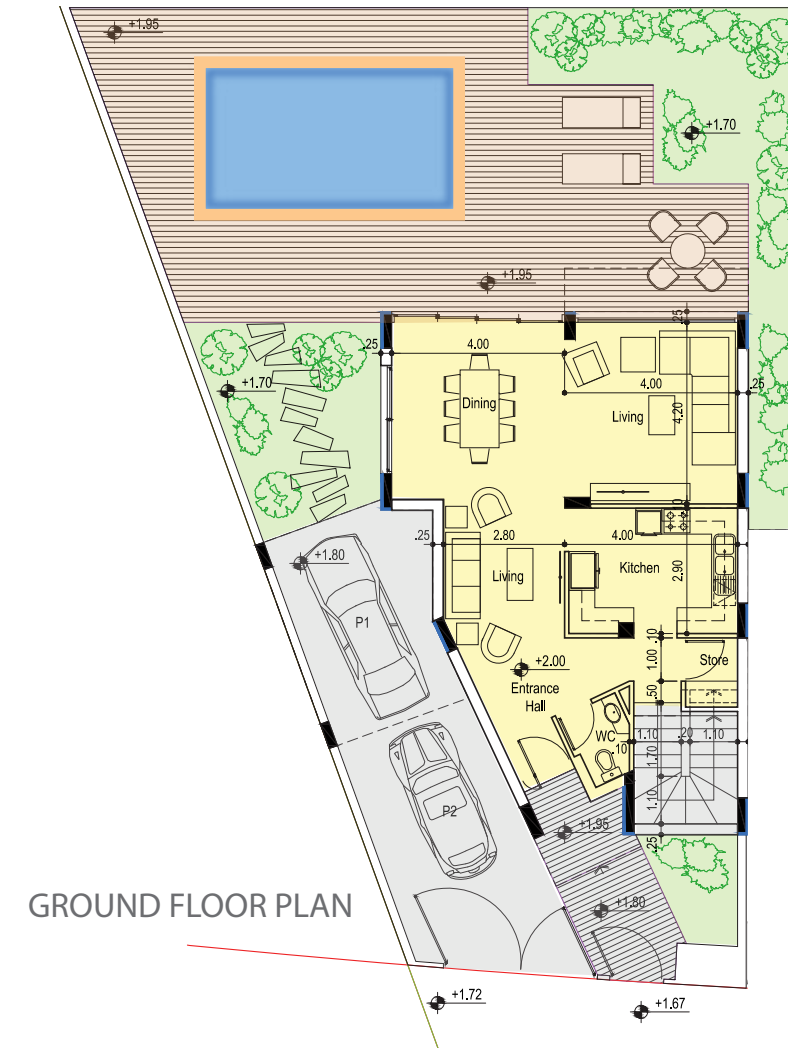 +1.95
+1.70
+1.95
.25
.25
4.00
4.00
.25
+1.70
Dining
Living
4.20
.10
.25
2.80
4.00
+1.80
Living
Kitchen
2.90
P1
.10
1.00
Store
+2.00
Entrance
Hall
.50
WC
.10
1.10
.20
1.10
1.70
1.10
P2
+1.95
.25
GROUND FLOOR PLAN
+1.80
+1.72
+1.67